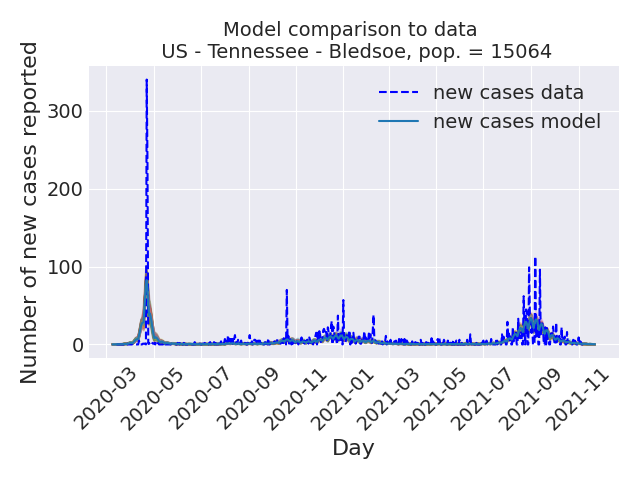 Model comparison to data
US - Tennessee - Bledsoe, pop. = 15064
Number of new cases reported
300
200
100
0
new cases data
new cases model
2020-03
2020-05
2020-07
2020-09
2020-11
2021-01
2021-03
2021-05
2021-07
2021-09
2021-11
Day